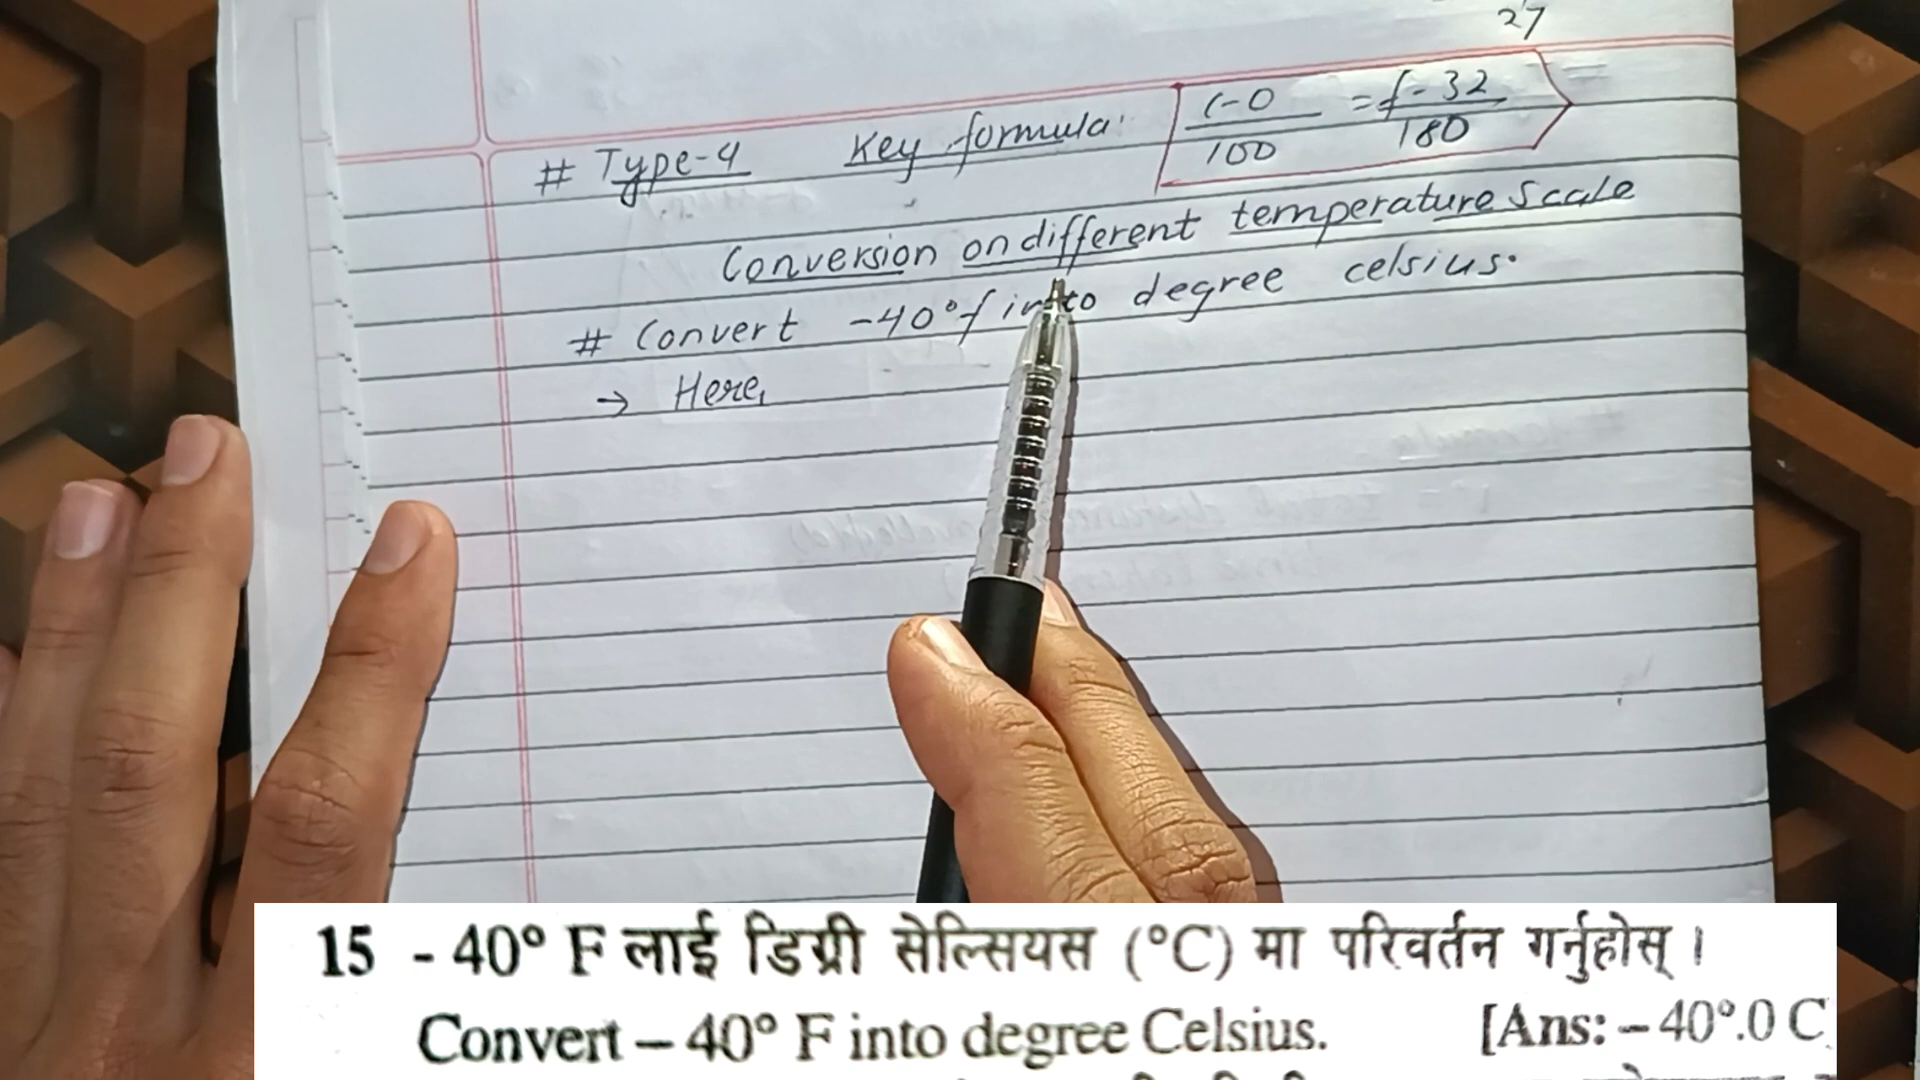 27
# Type-4 Key formula: C-0/100 = f-32/180
Conversion on different temperature scale
# Convert -40°f into degree celsius.
→ Here,
15 - 40° F लाई डिग्री सेल्सियस (°C) मा परिवर्तन गर्नुहोस् ।
Convert – 40° F into degree Celsius. [Ans: – 40°.0 C